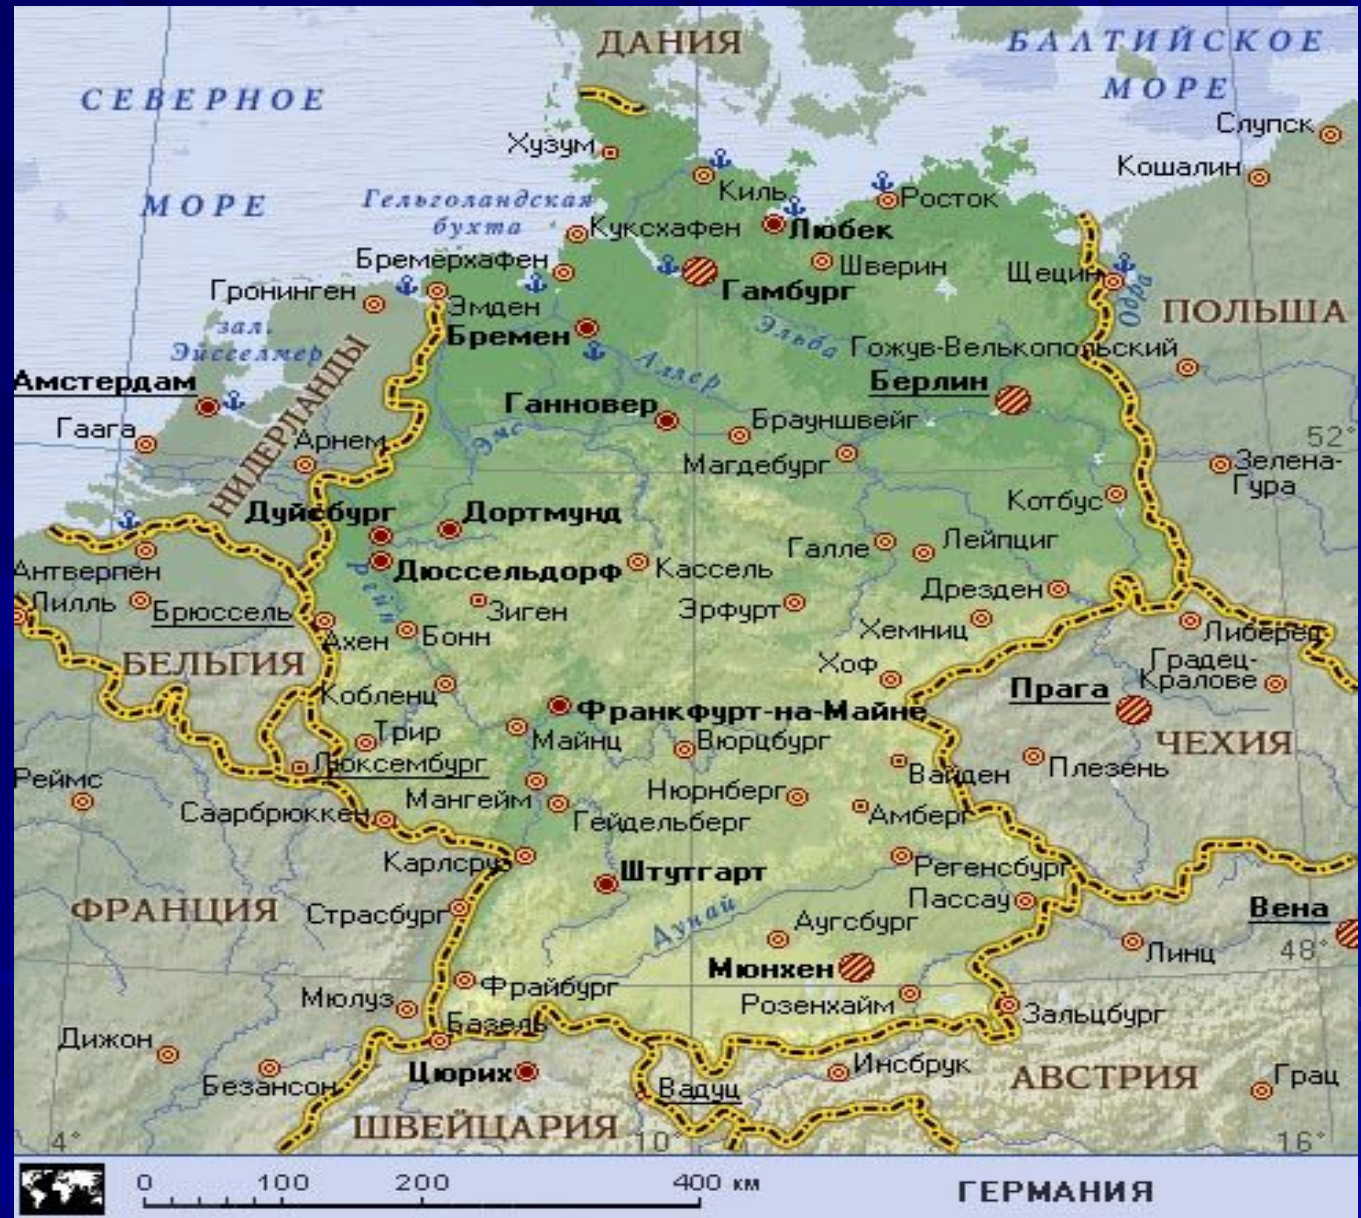 ДАНИЯ
БАЛТИЙСКОЕ
МОРЕ
СЕВЕРНОЕ
МОРЕ
Слупск
Хузум
Кошалин
Киль
Росток
Гельголандская
бухта
Куксхафен
Любек
Бремерхафен
Шверин
Щецин
Гронинген
Эмден
Гамбург
Одра
ПОЛЬША
зал.
Эйсселмер
Бремен
Эльба
Гожув-Велькопольский
Аллер
НИДЕРЛАНДЫ
Амстердам
Берлин
Ганновер
Гаага
Арнем
Эмс
Брауншвейг
52°
Магдебург
Зелена-
Гура
Котбус
Дуйсбург
Дортмунд
Галле
Лейпциг
Антверпен
Дюссельдорф
Кассель
Рейн
Дрезден
Лилль
Брюссель
Зиген
Эрфурт
Ахен
Бонн
Хемниц
Либерец
БЕЛЬГИЯ
Хоф
Градец-
Кралове
Кобленц
Прага
Франкфурт-на-Майне
Трир
Майнц
Вюрцбург
ЧЕХИЯ
Люксембург
Вайден
Плезень
Реймс
Мангейм
Нюрнберг
Саарбрюккен
Гейдельберг
Амберг
Карлсруэ
Штутгарт
Регенсбург
ФРАНЦИЯ
Страсбург
Дунай
Аугсбург
Пассау
Вена
Линц
48°
Мюнхен
Фрайбург
Мюлуз
Розенхайм
Зальцбург
Базель
Дижон
Безансон
Цюрих
Вадуц
Инсбрук
АВСТРИЯ
Грац
ШВЕЙЦАРИЯ
4°
10°
16°
0 100 200 400 км
ГЕРМАНИЯ